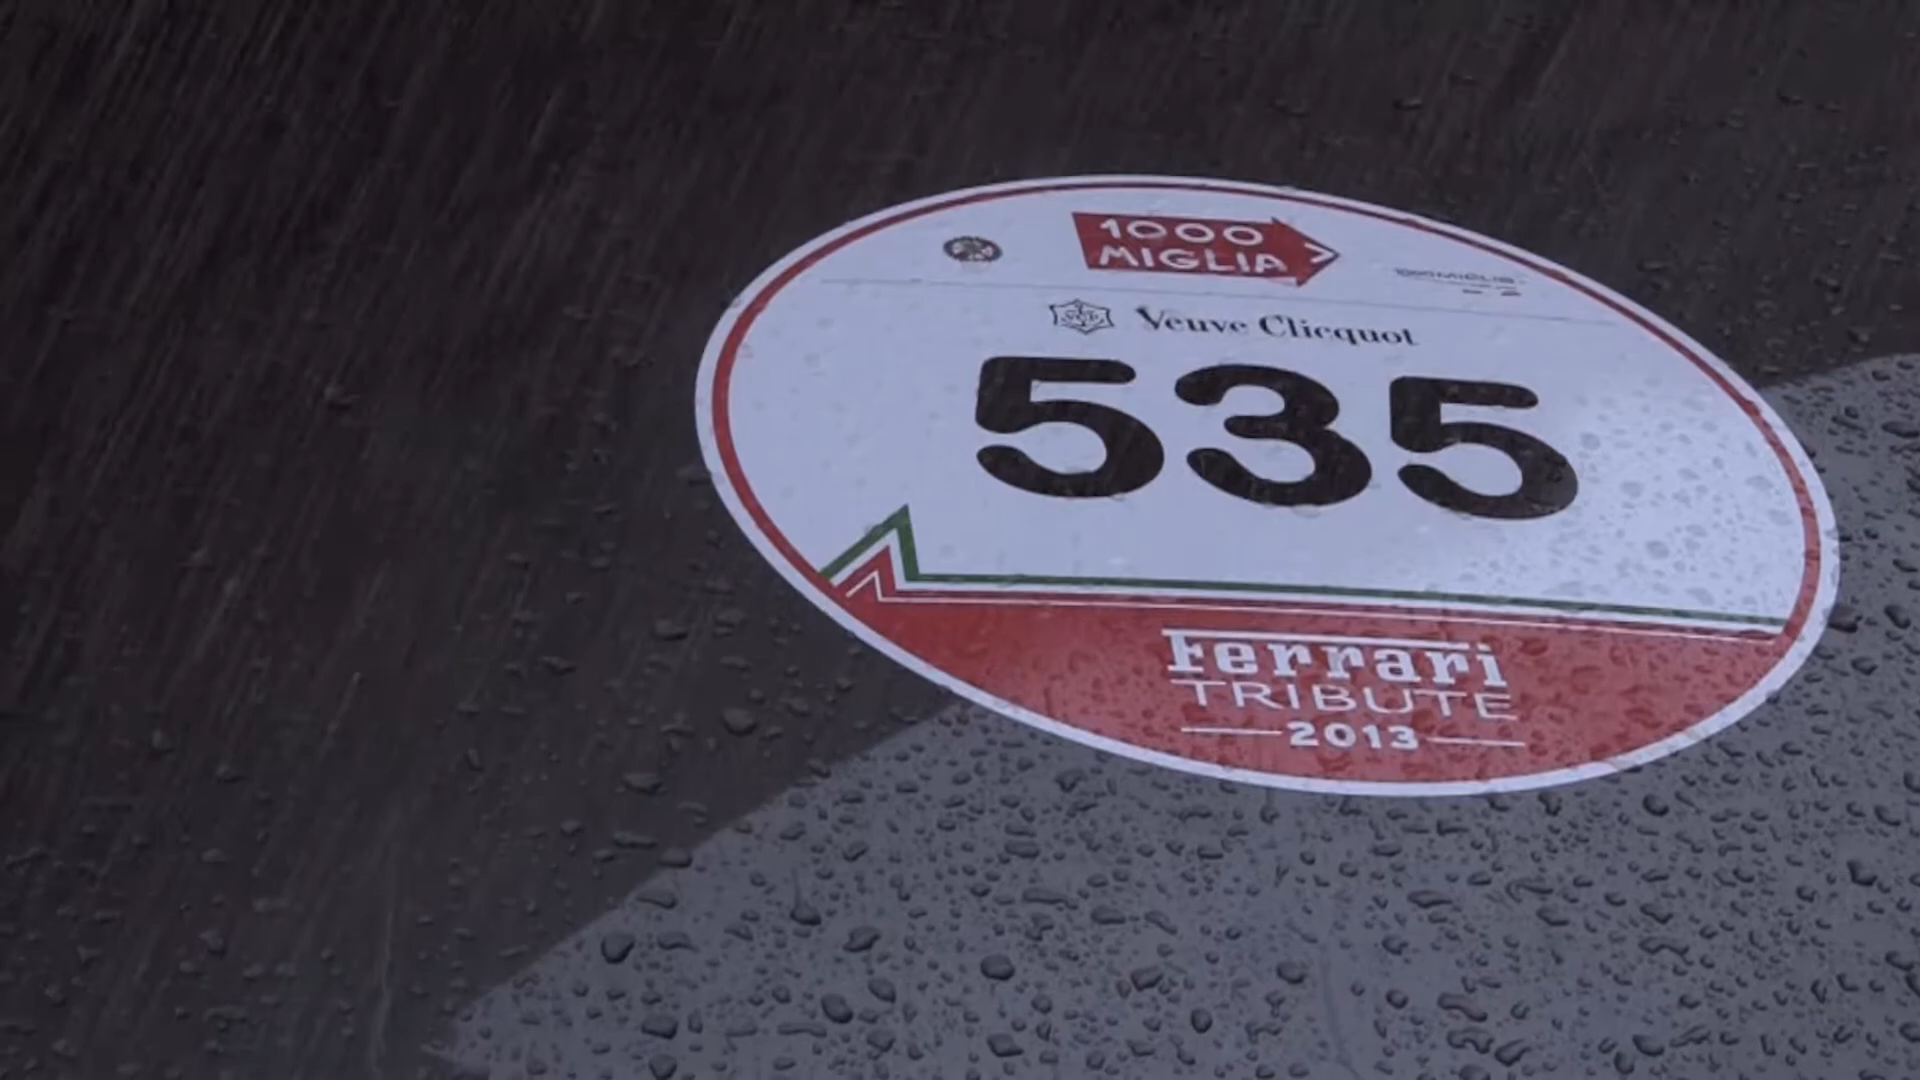 1000
MIGLIA
Veuve Clicquot
535
Ferrari
TRIBUTE
2013